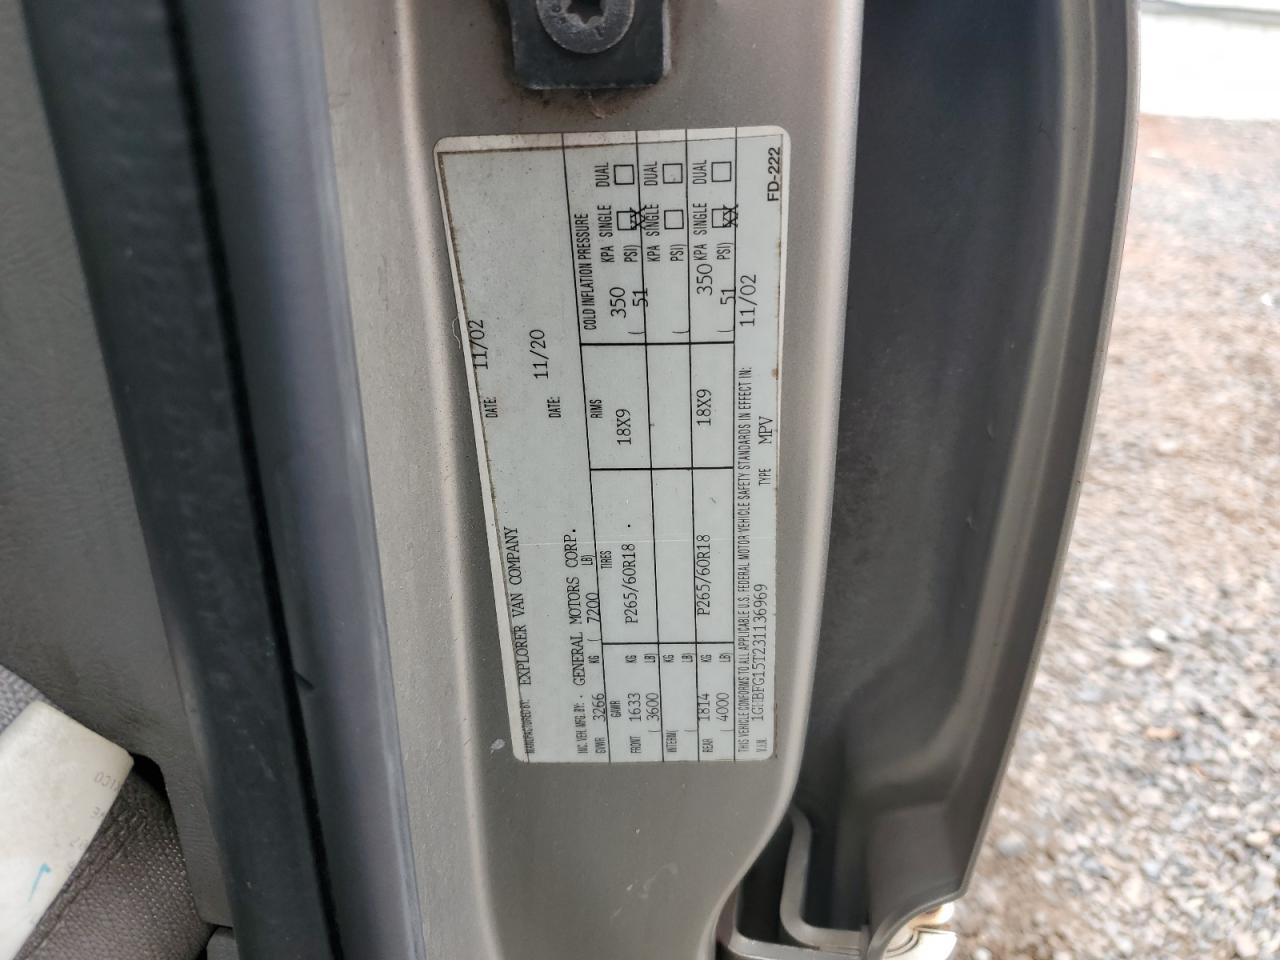 DATE: 11/02
MANUFACTURED BY: EXPLORER VAN COMPANY
DATE: 11/20
INC. VEH. MFG. BY: GENERAL MOTORS CORP.
GVWR 3266 KG ( 7200 LB)
GAWR TIRES RIMS COLD INFLATION PRESSURE
FRONT 1633 KG P265/60R18 18X9 350 KPA SINGLE DUAL
( 3600 LB) ( 51 PSI) XX
INTERM( KG KPA SINGLE DUAL
( LB) ( PSI)
REAR 1814 KG P265/60R18 18X9 350 KPA SINGLE DUAL
( 4000 LB) ( 51 PSI) XX
THIS VEHICLE CONFORMS TO ALL APPLICABLE U.S. FEDERAL MOTOR VEHICLE SAFETY STANDARDS IN EFFECT IN: 11/02
V.I.N. TYPE MPV
FD-222